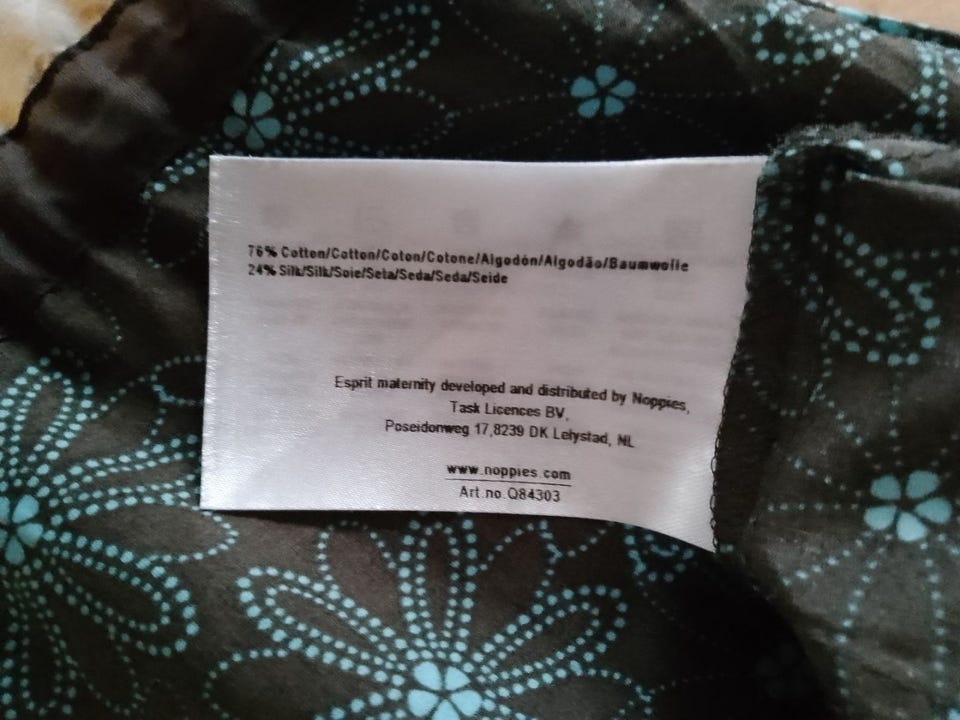 76% Cotton/Cotton/Coton/Cotone/Algodón/Algodão/Baumwolle
24% Silk/Silk/Soie/Seta/Seda/Seda/Seide
Esprit maternity developed and distributed by Noppies,
Task Licences BV,
Poseidonweg 17,8239 DK Lelystad, NL
www.noppies.com
Art.no.Q84303